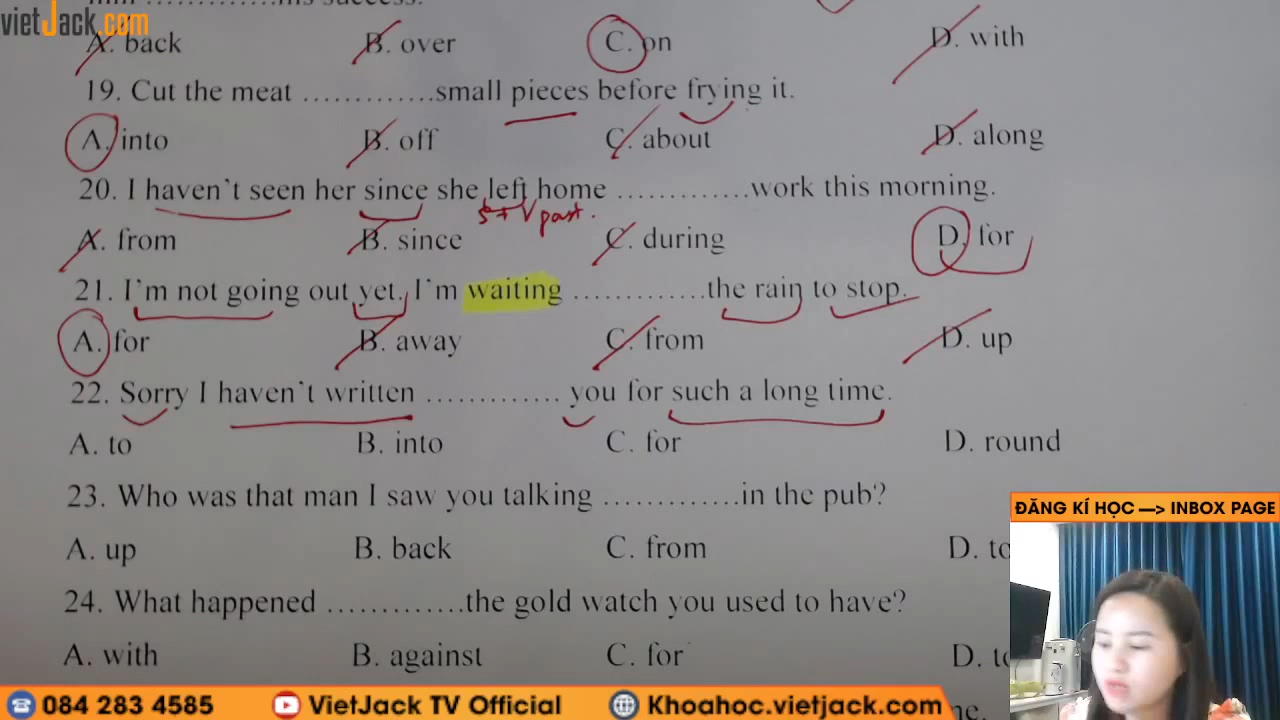 vietJack.com
his success.
A. back B. over C. on D. with
19. Cut the meat .............small pieces before frying it.
A. into B. off C. about D. along
20. I haven't seen her since she left home .............work this morning.
S + V past.
A. from B. since C. during D. for
21. I'm not going out yet. I'm waiting .............the rain to stop.
A. for B. away C. from D. up
22. Sorry I haven't written ............. you for such a long time.
A. to B. into C. for D. round
23. Who was that man I saw you talking .............in the pub?
ĐĂNG KÍ HỌC —> INBOX PAGE
A. up B. back C. from D.
24. What happened .............the gold watch you used to have?
A. with B. against C. for D.
084 283 4585 VietJack TV Official Khoahoc.vietjack.com